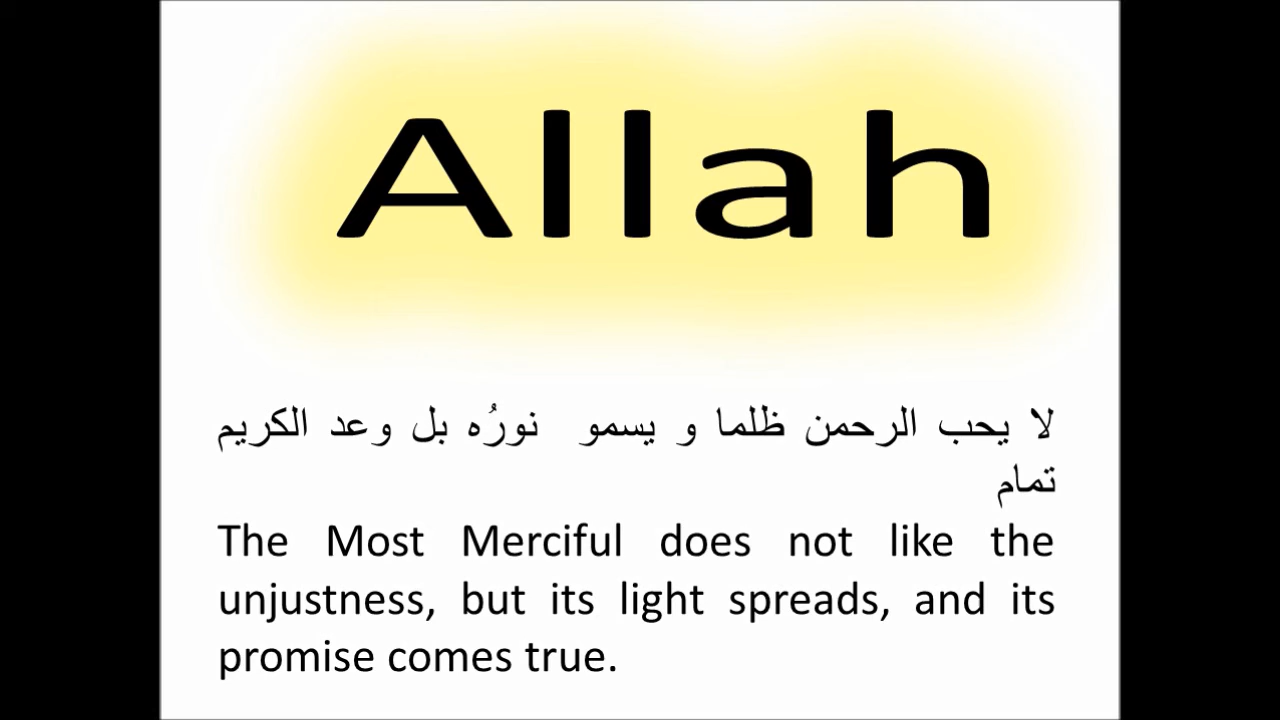 Allah
لا يحب الرحمن ظلما و يسمو نورُه بل وعد الكريم
تمام
The Most Merciful does not like the
unjustness, but its light spreads, and its
promise comes true.